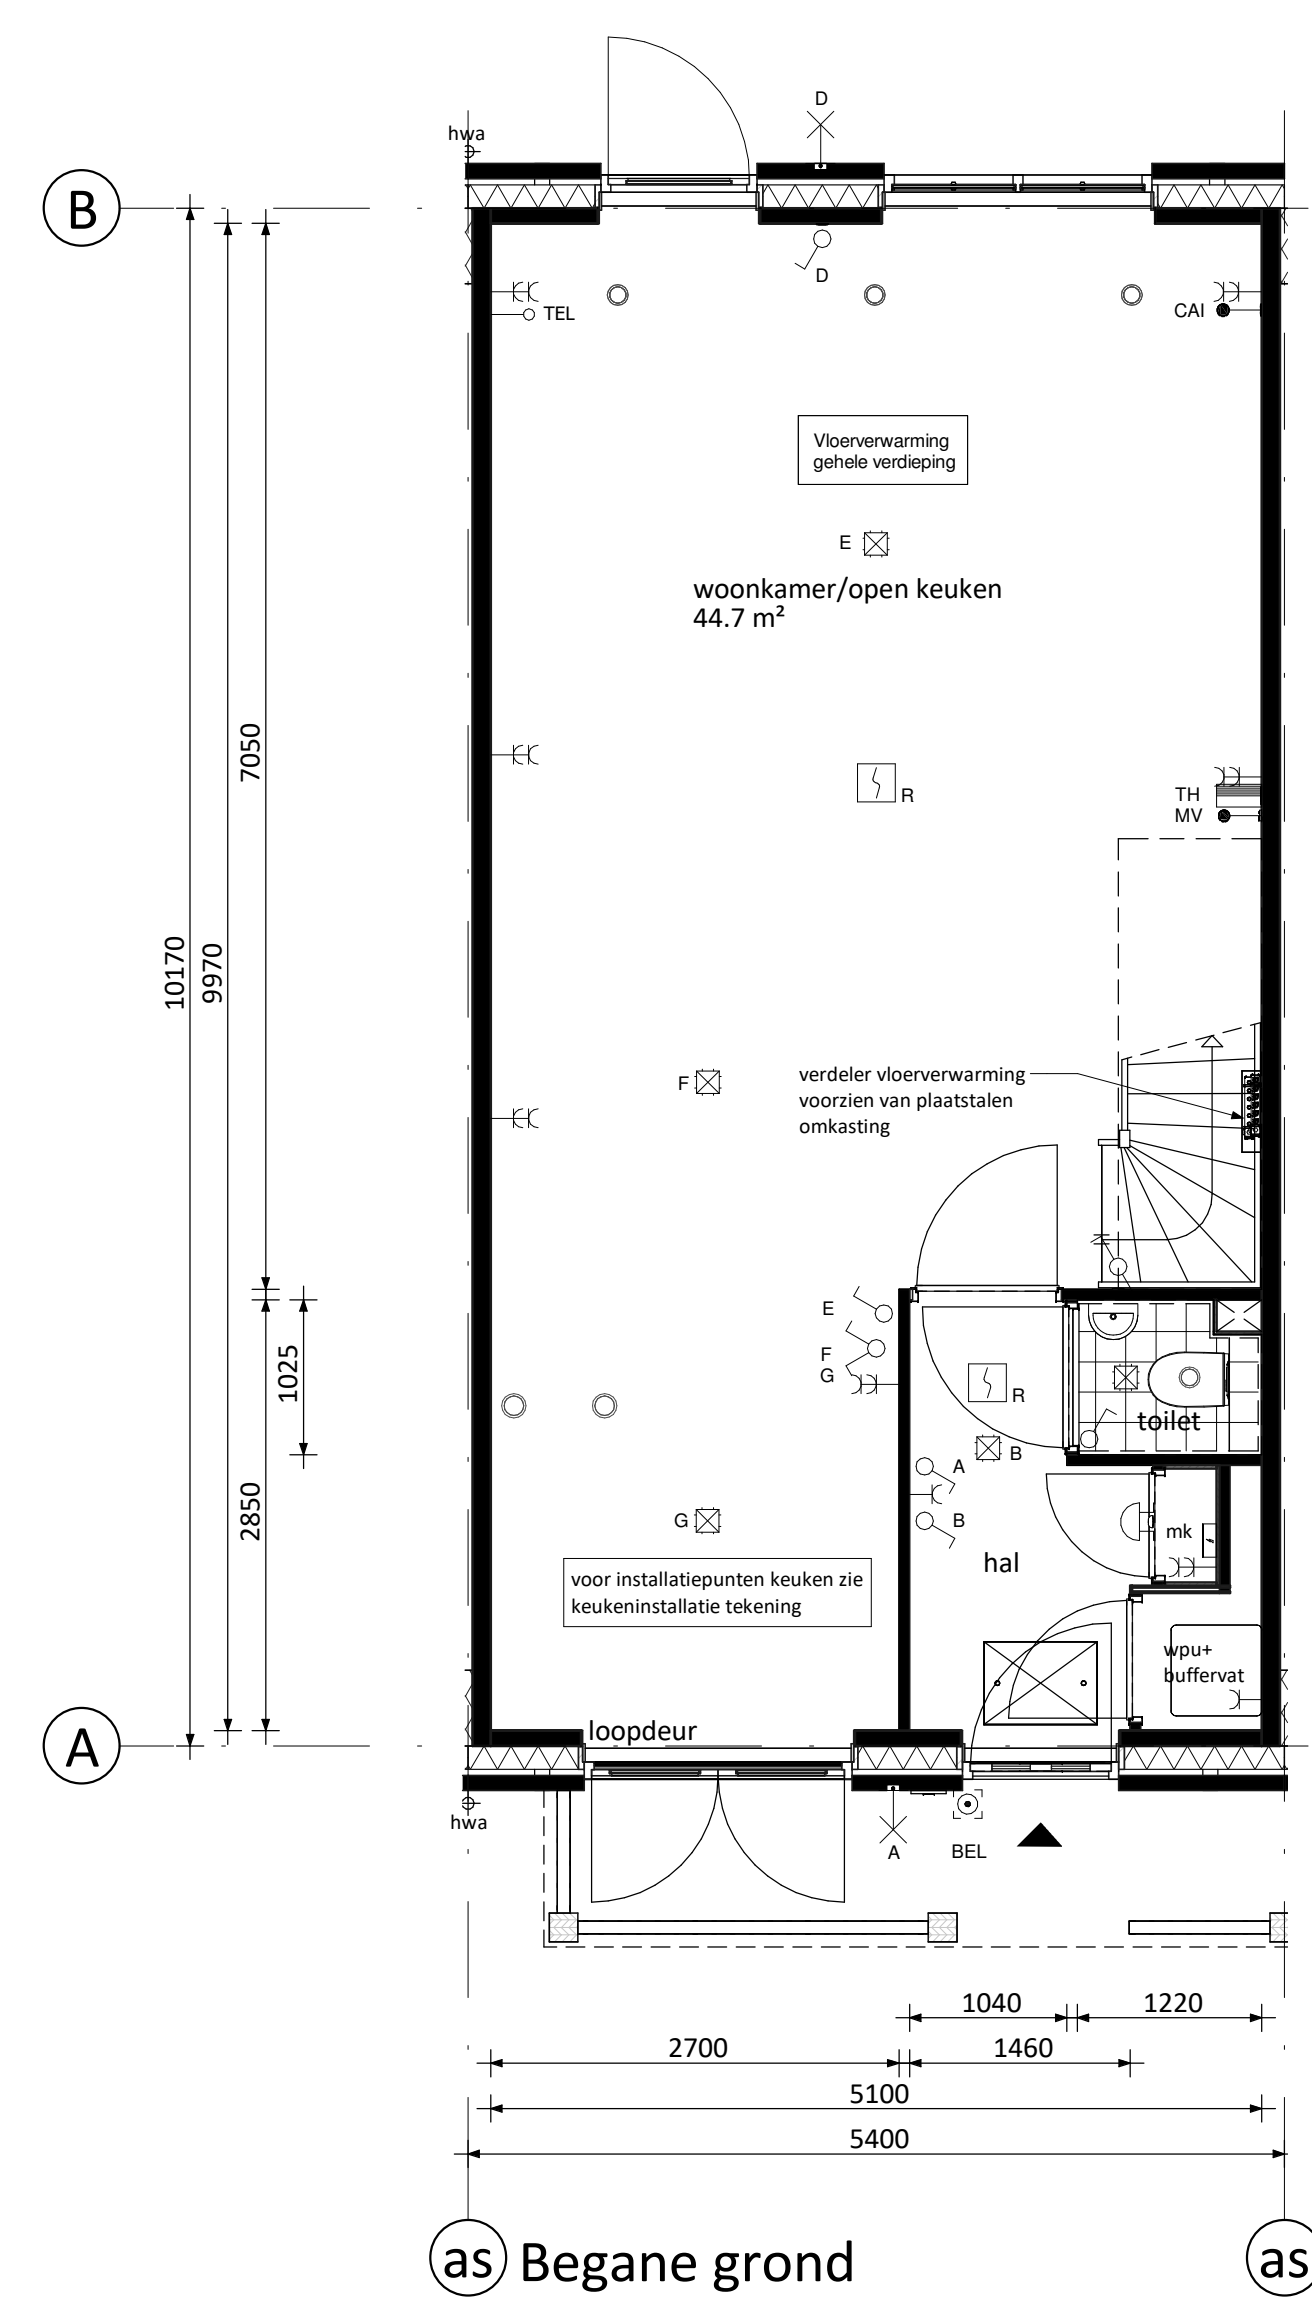 D
hwa
B
D
TEL
CAI
Vloerverwarming
gehele verdieping
E
woonkamer/open keuken
44.7 m²
7050
R
TH
MV
10170
9970
verdeler vloerverwarming
voorzien van plaatstalen
omkasting
F
E
F
G
1025
R
toilet
B
A
B
2850
G
mk
hal
voor installatiepunten keuken zie
keukeninstallatie tekening
wpu+
buffervat
A
loopdeur
hwa
A
BEL
1040
1220
2700
1460
5100
5400
as
Begane grond
as